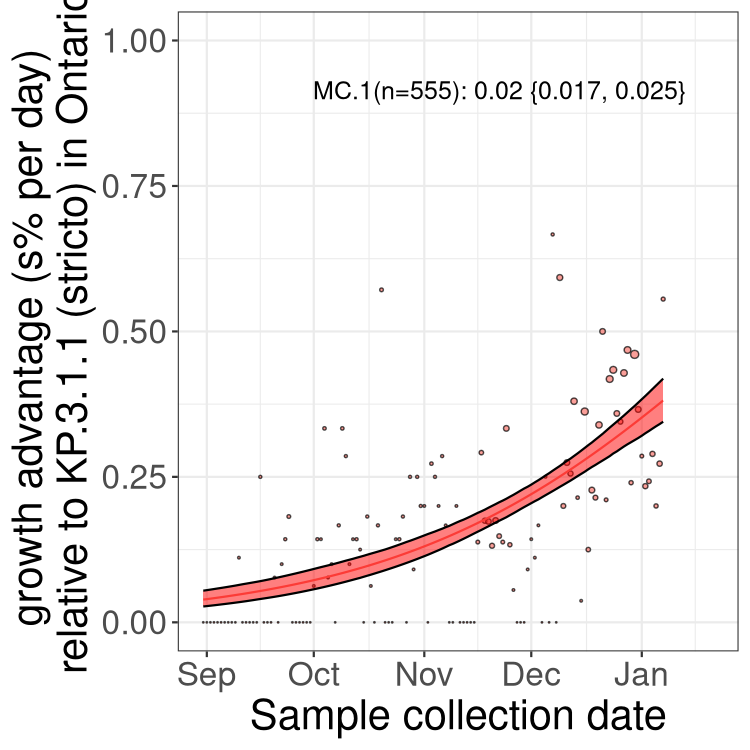 growth advantage (s% per day)
relative to KP.3.1.1 (stricto) in Ontario
1.00
0.75
0.50
0.25
0.00
MC.1(n=555): 0.02 {0.017, 0.025}
Sep Oct Nov Dec Jan
Sample collection date